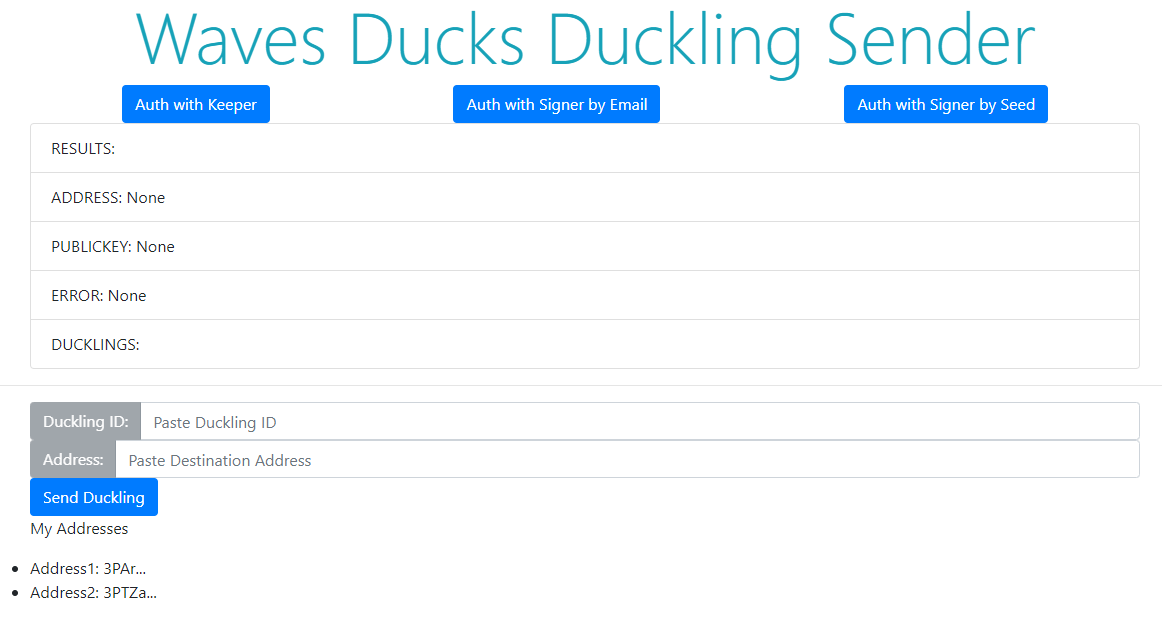 Waves Ducks Duckling Sender
Auth with Keeper
Auth with Signer by Email
Auth with Signer by Seed
RESULTS:
ADDRESS: None
PUBLICKEY: None
ERROR: None
DUCKLINGS:
Duckling ID: Paste Duckling ID
Address: Paste Destination Address
Send Duckling
My Addresses
Address1: 3PAr...
Address2: 3PTZa...